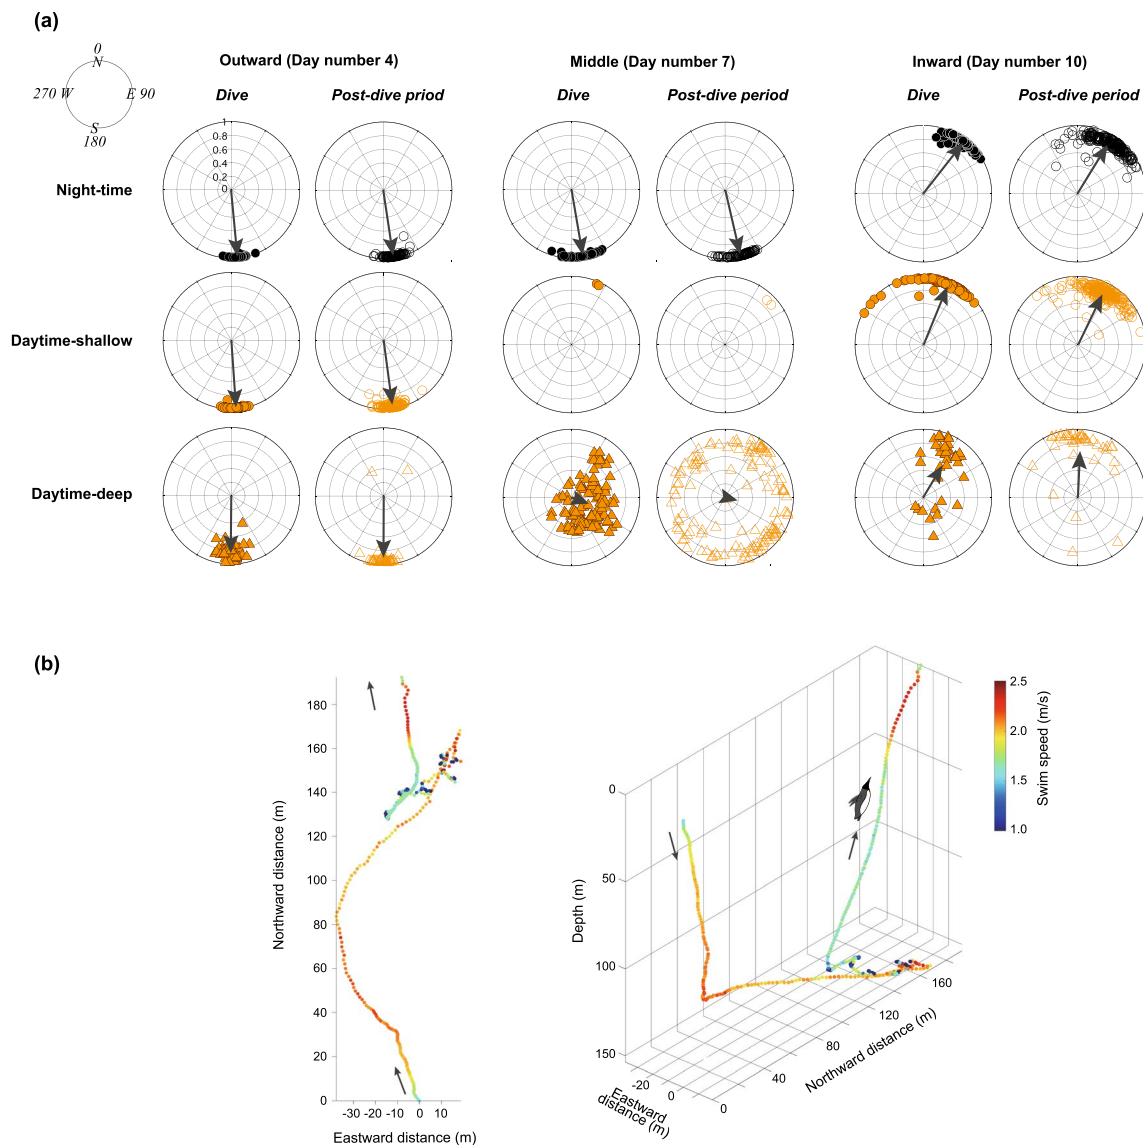 (a)
0
N
270 W
E 90
S
180
Outward (Day number 4)
Middle (Day number 7)
Inward (Day number 10)
Dive
Post-dive priod
Dive
Post-dive period
Dive
Post-dive period
1
0.8
0.6
0.4
0.2
0
Night-time
Daytime-shallow
Daytime-deep
(b)
180
160
140
120
100
80
60
40
20
0
Northward distance (m)
-30 -20 -10 0 10
Eastward distance (m)
0
50
100
150
Depth (m)
-20
0
Eastward
distance (m)
0
40
80
120
160
Northward distance (m)
2.5
2.0
1.5
1.0
Swim speed (m/s)